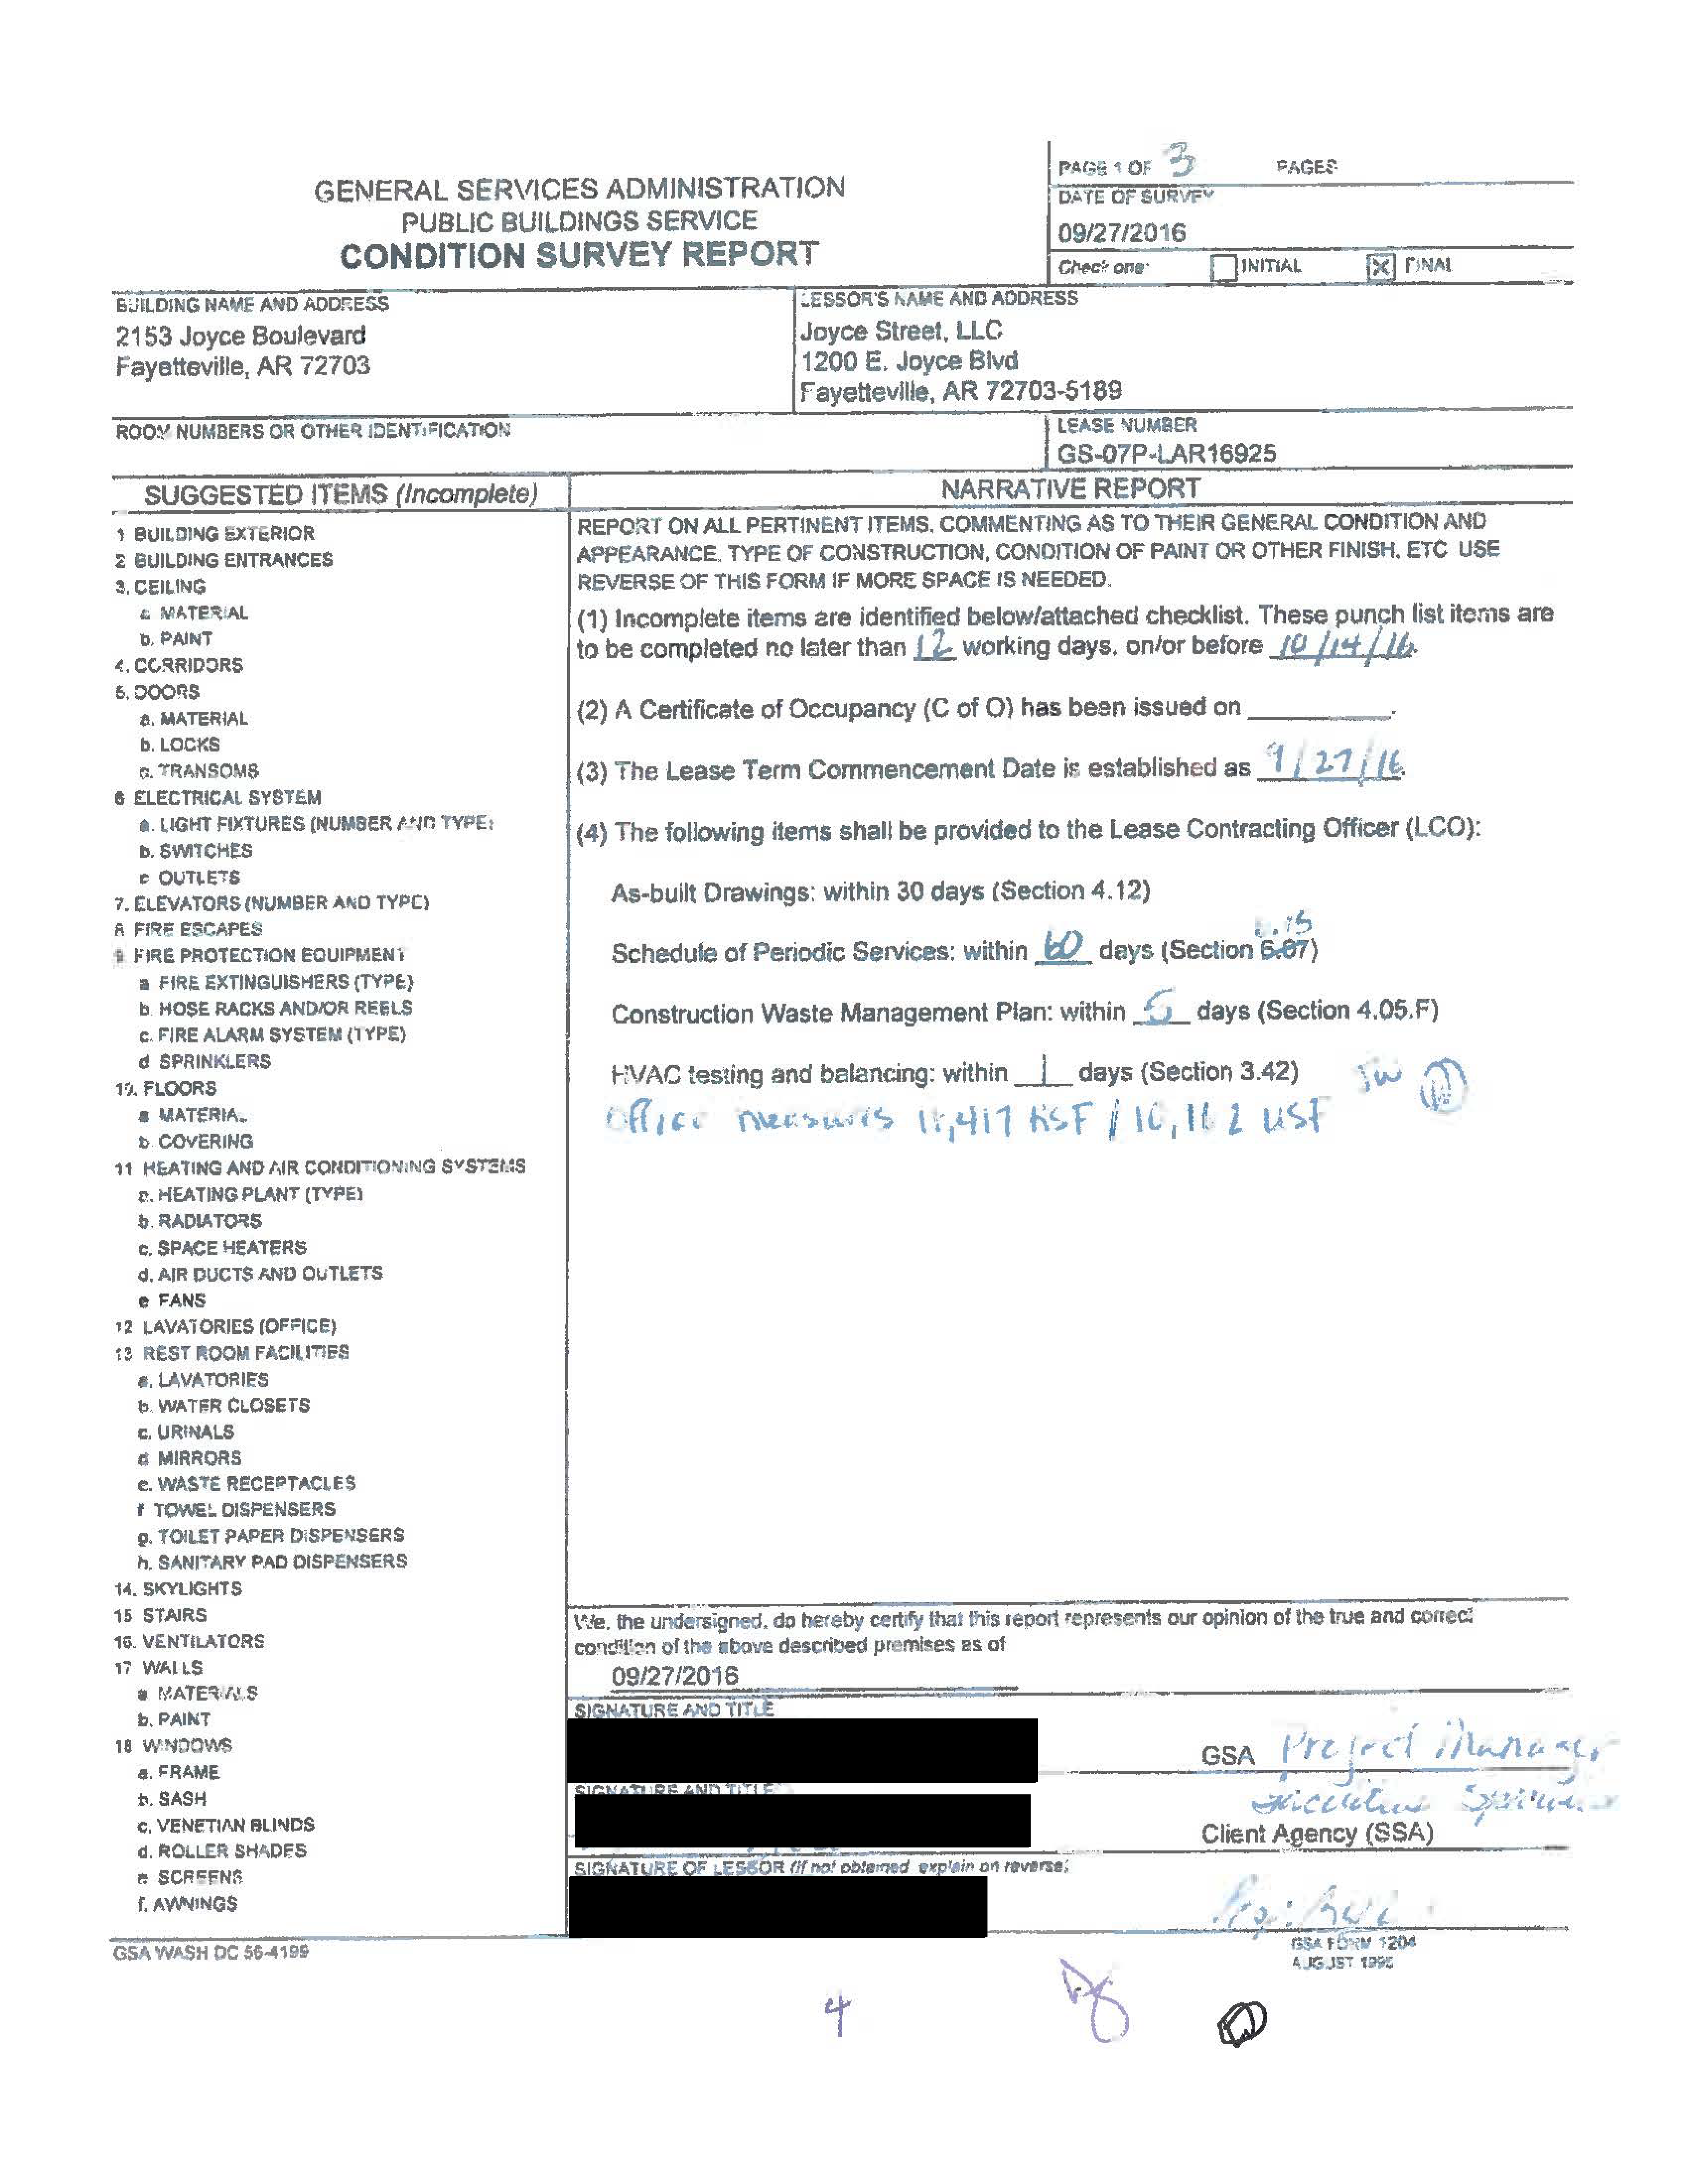 PAGE 1 OF 3 PAGES
GENERAL SERVICES ADMINISTRATION
PUBLIC BUILDINGS SERVICE
CONDITION SURVEY REPORT
DATE OF SURVEY
09/27/2016
Check one: INITIAL X FINAL
BUILDING NAME AND ADDRESS
2153 Joyce Boulevard
Fayetteville, AR 72703
LESSOR'S NAME AND ADDRESS
Joyce Street, LLC
1200 E. Joyce Blvd
Fayetteville, AR 72703-5189
ROOM NUMBERS OR OTHER IDENTIFICATION
LEASE NUMBER
GS-07P-LAR16925
SUGGESTED ITEMS (Incomplete)
1 BUILDING EXTERIOR
2 BUILDING ENTRANCES
3. CEILING
a. MATERIAL
b. PAINT
4. CORRIDORS
5. DOORS
a. MATERIAL
b. LOCKS
c. TRANSOMS
6 ELECTRICAL SYSTEM
a. LIGHT FIXTURES (NUMBER AND TYPE)
b. SWITCHES
c OUTLETS
7. ELEVATORS (NUMBER AND TYPE)
8 FIRE ESCAPES
9 FIRE PROTECTION EQUIPMENT
a FIRE EXTINGUISHERS (TYPE)
b. HOSE RACKS AND/OR REELS
c. FIRE ALARM SYSTEM (TYPE)
d SPRINKLERS
10. FLOORS
a MATERIAL
b. COVERING
11 HEATING AND AIR CONDITIONING SYSTEMS
a. HEATING PLANT (TYPE)
b. RADIATORS
c. SPACE HEATERS
d. AIR DUCTS AND OUTLETS
e FANS
12 LAVATORIES (OFFICE)
13 REST ROOM FACILITIES
a. LAVATORIES
b. WATER CLOSETS
c. URINALS
d MIRRORS
e. WASTE RECEPTACLES
f TOWEL DISPENSERS
g. TOILET PAPER DISPENSERS
h. SANITARY PAD DISPENSERS
14. SKYLIGHTS
15 STAIRS
16. VENTILATORS
17 WALLS
a MATERIALS
b. PAINT
18 WINDOWS
a. FRAME
b. SASH
c. VENETIAN BLINDS
d. ROLLER SHADES
e SCREENS
f. AWNINGS
NARRATIVE REPORT
REPORT ON ALL PERTINENT ITEMS, COMMENTING AS TO THEIR GENERAL CONDITION AND
APPEARANCE, TYPE OF CONSTRUCTION, CONDITION OF PAINT OR OTHER FINISH, ETC USE
REVERSE OF THIS FORM IF MORE SPACE IS NEEDED.
(1) Incomplete items are identified below/attached checklist. These punch list items are
to be completed no later than 12 working days, on/or before 10/14/16.
(2) A Certificate of Occupancy (C of O) has been issued on ________.
(3) The Lease Term Commencement Date is established as 9/27/16.
(4) The following items shall be provided to the Lease Contracting Officer (LCO):
As-built Drawings: within 30 days (Section 4.12)
Schedule of Periodic Services: within 60 days (Section 6.07)
Construction Waste Management Plan: within 5 days (Section 4.05.F)
HVAC testing and balancing: within 1 days (Section 3.42) JW
Office measures RSF / USF
We, the undersigned, do hereby certify that this report represents our opinion of the true and correct
condition of the above described premises as of
09/27/2016
SIGNATURE AND TITLE
GSA Project Manager
SIGNATURE AND TITLE
Client Agency (SSA)
SIGNATURE OF LESSOR (If not obtained explain on reverse)
GSA WASH DC 56-4199
GSA FORM 1204
AUGUST 1995
4